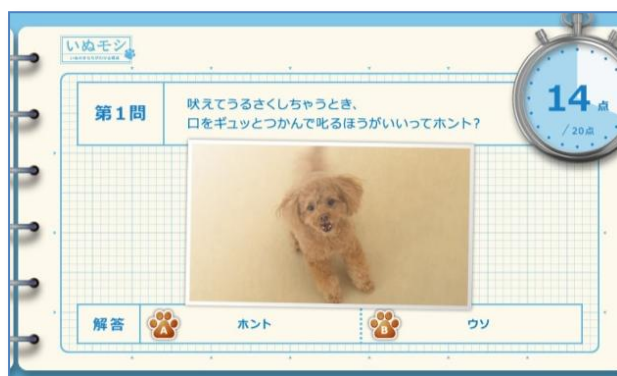 いぬモシ
14点
/20点
第1問
吠えてうるさくしちゃうとき、
口をギュッとつかんで叱るほうがいいってホント?
解答
A
ホント
B
ウソ